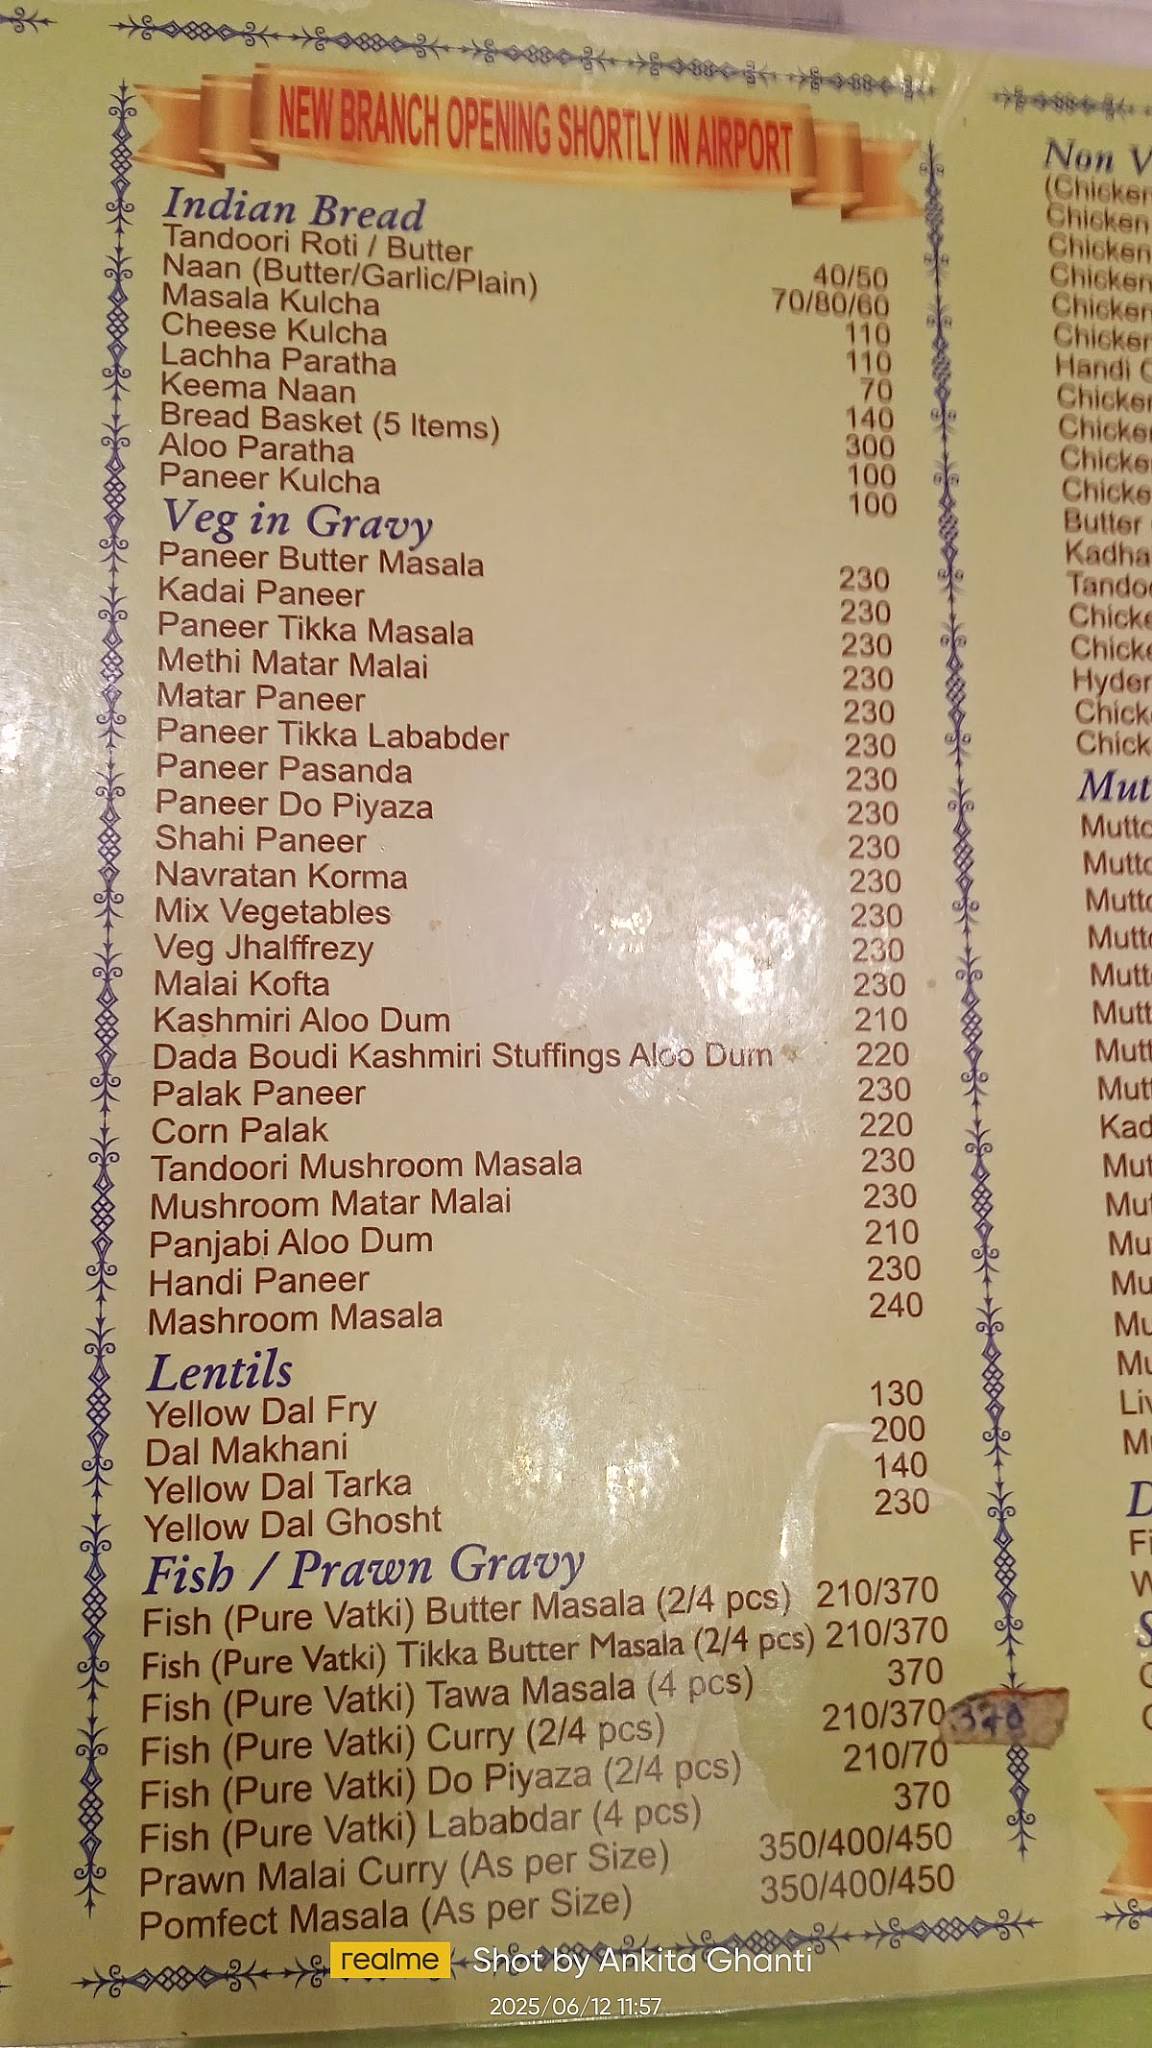 NEW BRANCH OPENING SHORTLY IN AIRPORT
Indian Bread
Tandoori Roti / Butter 40/50
Naan (Butter/Garlic/Plain) 70/80/60
Masala Kulcha 110
Cheese Kulcha 110
Lachha Paratha 70
Keema Naan 140
Bread Basket (5 Items) 300
Aloo Paratha 100
Paneer Kulcha 100
Veg in Gravy
Paneer Butter Masala 230
Kadai Paneer 230
Paneer Tikka Masala 230
Methi Matar Malai 230
Matar Paneer 230
Paneer Tikka Lababder 230
Paneer Pasanda 230
Paneer Do Piyaza 230
Shahi Paneer 230
Navratan Korma 230
Mix Vegetables 230
Veg Jhalffrezy 230
Malai Kofta 230
Kashmiri Aloo Dum 210
Dada Boudi Kashmiri Stuffings Aloo Dum 220
Palak Paneer 230
Corn Palak 220
Tandoori Mushroom Masala 230
Mushroom Matar Malai 230
Panjabi Aloo Dum 210
Handi Paneer 230
Mashroom Masala 240
Lentils
Yellow Dal Fry 130
Dal Makhani 200
Yellow Dal Tarka 140
Yellow Dal Ghosht 230
Fish / Prawn Gravy
Fish (Pure Vatki) Butter Masala (2/4 pcs) 210/370
Fish (Pure Vatki) Tikka Butter Masala (2/4 pcs) 210/370
Fish (Pure Vatki) Tawa Masala (4 pcs) 370
Fish (Pure Vatki) Curry (2/4 pcs) 210/370
Fish (Pure Vatki) Do Piyaza (2/4 pcs) 210/70
Fish (Pure Vatki) Lababdar (4 pcs) 370
Prawn Malai Curry (As per Size) 350/400/450
Pomfect Masala (As per Size) 350/400/450
Non
(Chicken
Chicken
Chicken
Chicken
Chicken
Chicken
Handi
Chicken
Butter
realme Shot by Ankita Ghanti
2025/06/12 11:57